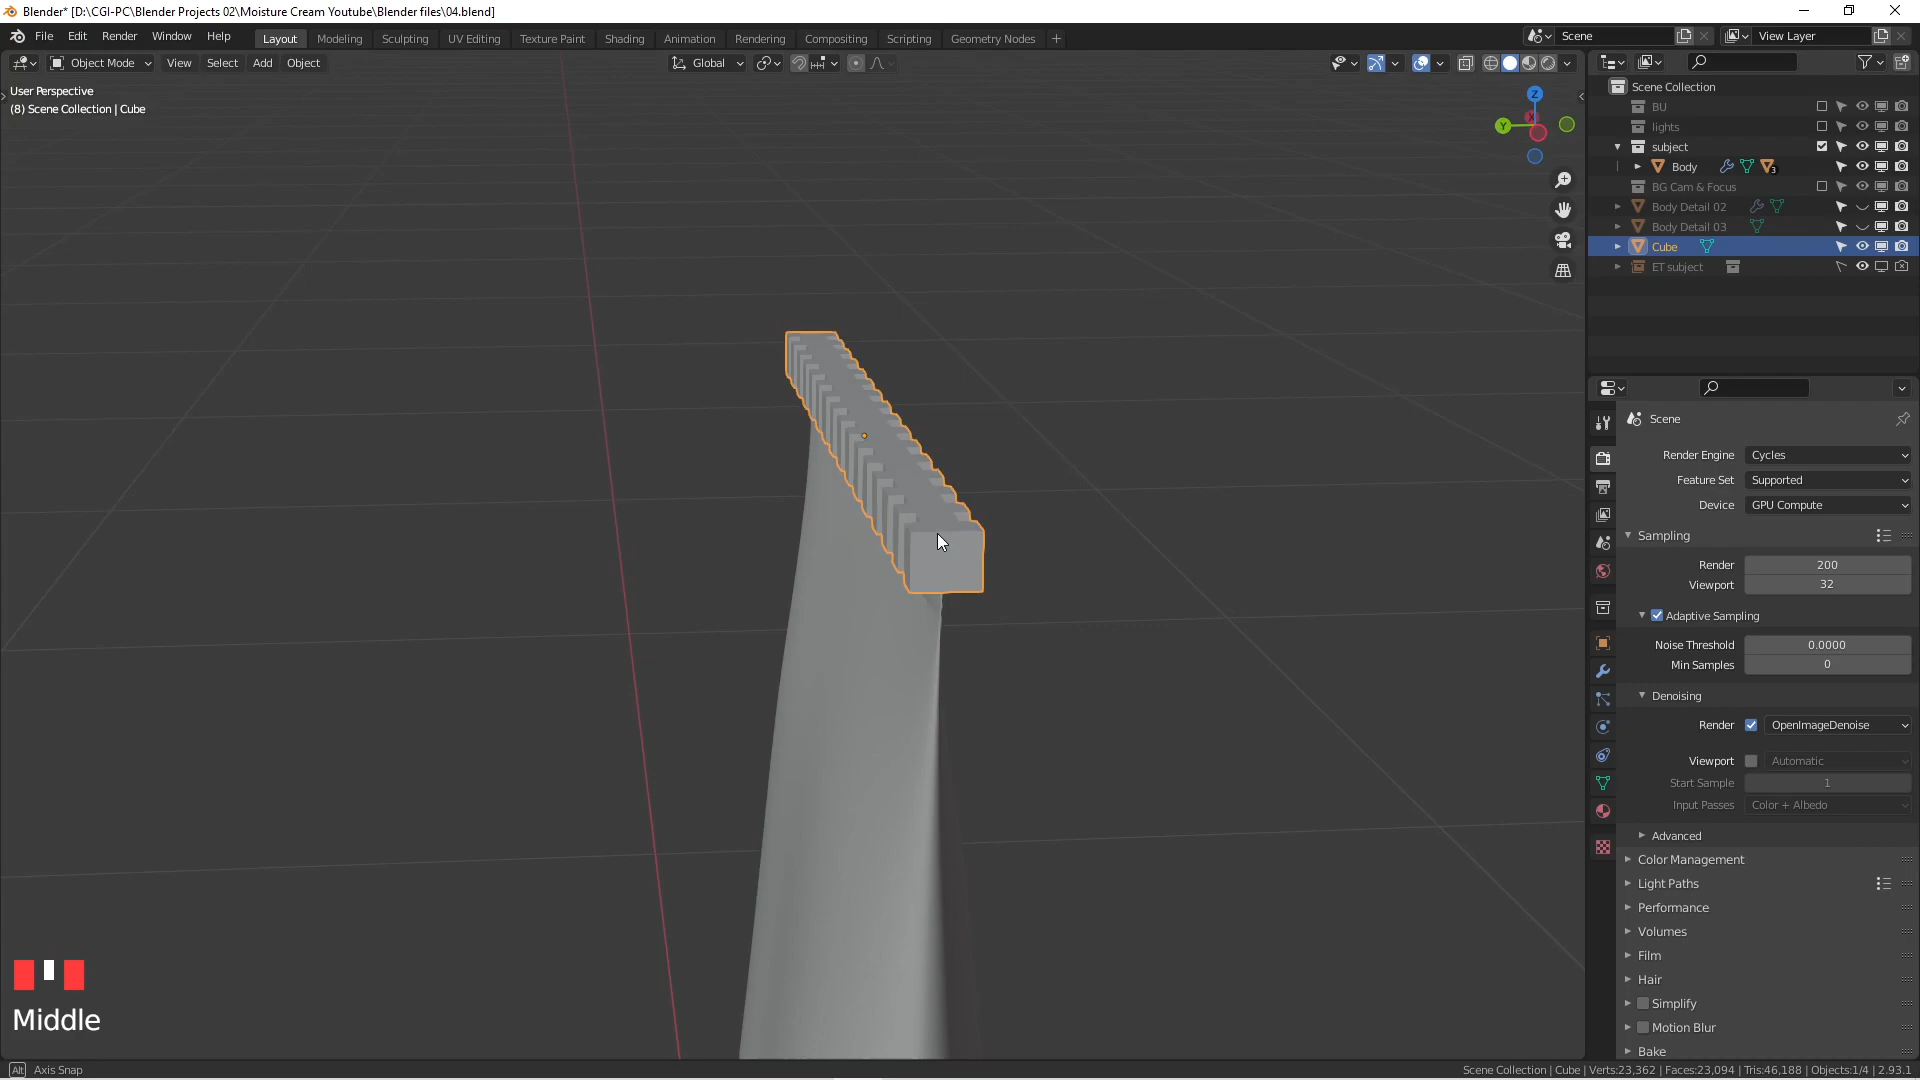 Blender* [D:\CGI-PC\Blender Projects 02\Moisture Cream Youtube\Blender files\04.blend]
File Edit Render Window Help Layout Modeling Sculpting UV Editing Texture Paint Shading Animation Rendering Compositing Scripting Geometry Nodes + Scene View Layer
Object Mode View Select Add Object Global
User Perspective
(8) Scene Collection | Cube
Z
X
Y
Scene Collection
BU
lights
subject
Body 3
BG Cam & Focus
Body Detail 02
Body Detail 03
Cube
ET subject
Scene
Render Engine Cycles
Feature Set Supported
Device GPU Compute
Sampling
Render 200
Viewport 32
Adaptive Sampling
Noise Threshold 0.0000
Min Samples 0
Denoising
Render OpenImageDenoise
Viewport Automatic
Start Sample 1
Input Passes Color + Albedo
Advanced
Color Management
Light Paths
Performance
Volumes
Film
Hair
Simplify
Motion Blur
Bake
Middle
Alt Axis Snap
Scene Collection | Cube | Verts:23,362 | Faces:23,094 | Tris:46,188 | Objects:1/4 | 2.93.1